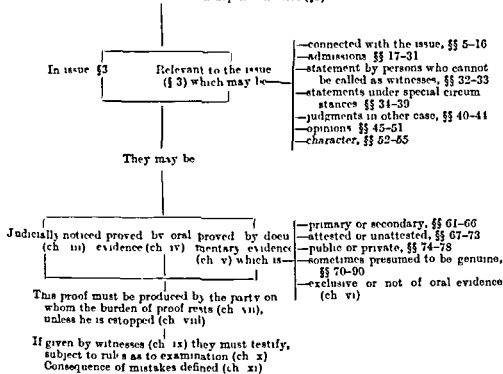 In issue §3
Relevant to the issue
(§ 3) which may be
connected with the issue, §§ 5-16
admissions §§ 17-31
statement by persons who cannot
be called as witnesses, §§ 32-33
statements under special circum
stances §§ 34-39
judgments in other case, §§ 40-44
opinions §§ 45-51
character, §§ 52-55
They may be
Judicially noticed
(ch iii)
proved by oral
evidence (ch iv)
proved by docu
mentary evidence
(ch v) which is
primary or secondary, §§ 61-66
attested or unattested, §§ 67-73
public or private, §§ 74-78
sometimes presumed to be genuine,
§§ 70-90
exclusive or not of oral evidence
(ch vi)
This proof must be produced by the party on
whom the burden of proof rests (ch vii),
unless he is estopped (ch viii)
If given by witnesses (ch ix) they must testify,
subject to rules as to examination (ch x)
Consequence of mistakes defined (ch xi)